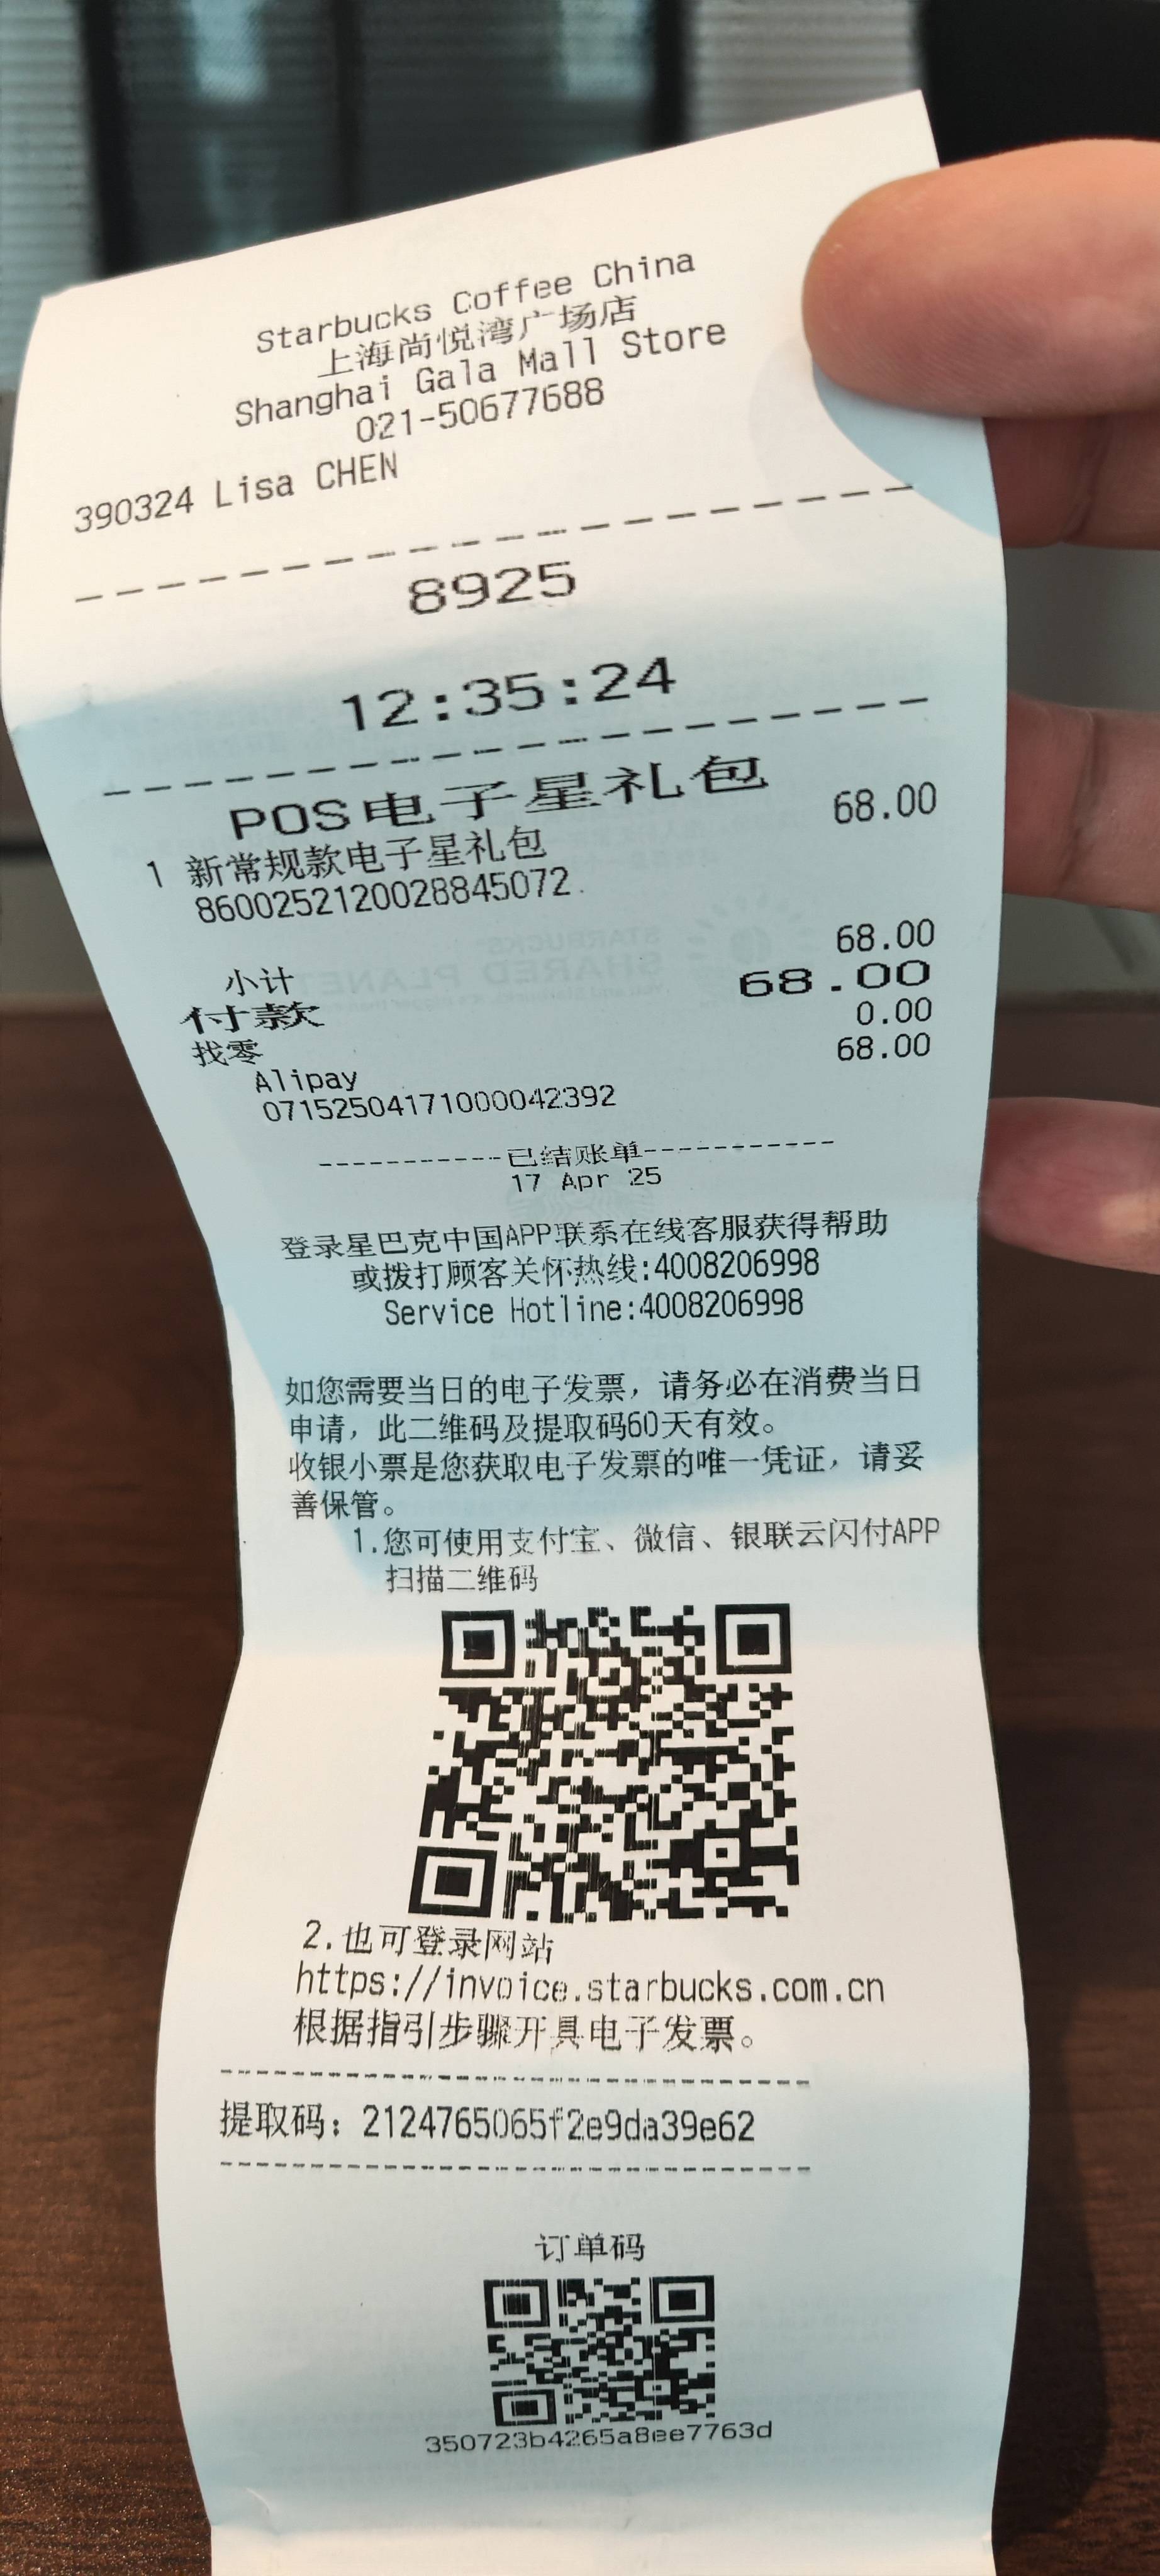 Starbucks Coffee China
上海尚悦湾广场店
Shanghai Gala Mall Store
021-50677688
390324 Lisa CHEN
8925
12:35:24
POS电子星礼包
1 新常规款电子星礼包 68.00
8600252120028845072
小计 68.00
付款 68.00
找零 0.00
Alipay 68.00
07152504171000042392
-----------已结账单-----------
17 Apr 25
登录星巴克中国APP联系在线客服获得帮助
或拨打顾客关怀热线:4008206998
Service Hotline:4008206998
如您需要当日的电子发票，请务必在消费当日
申请，此二维码及提取码60天有效。
收银小票是您获取电子发票的唯一凭证，请妥
善保管。
1.您可使用支付宝、微信、银联云闪付APP
扫描二维码
2.也可登录网站
https://invoice.starbucks.com.cn
根据指引步骤开具电子发票。
提取码：2124765065f2e9da39e62
订单码
350723b4265a8ee7763d